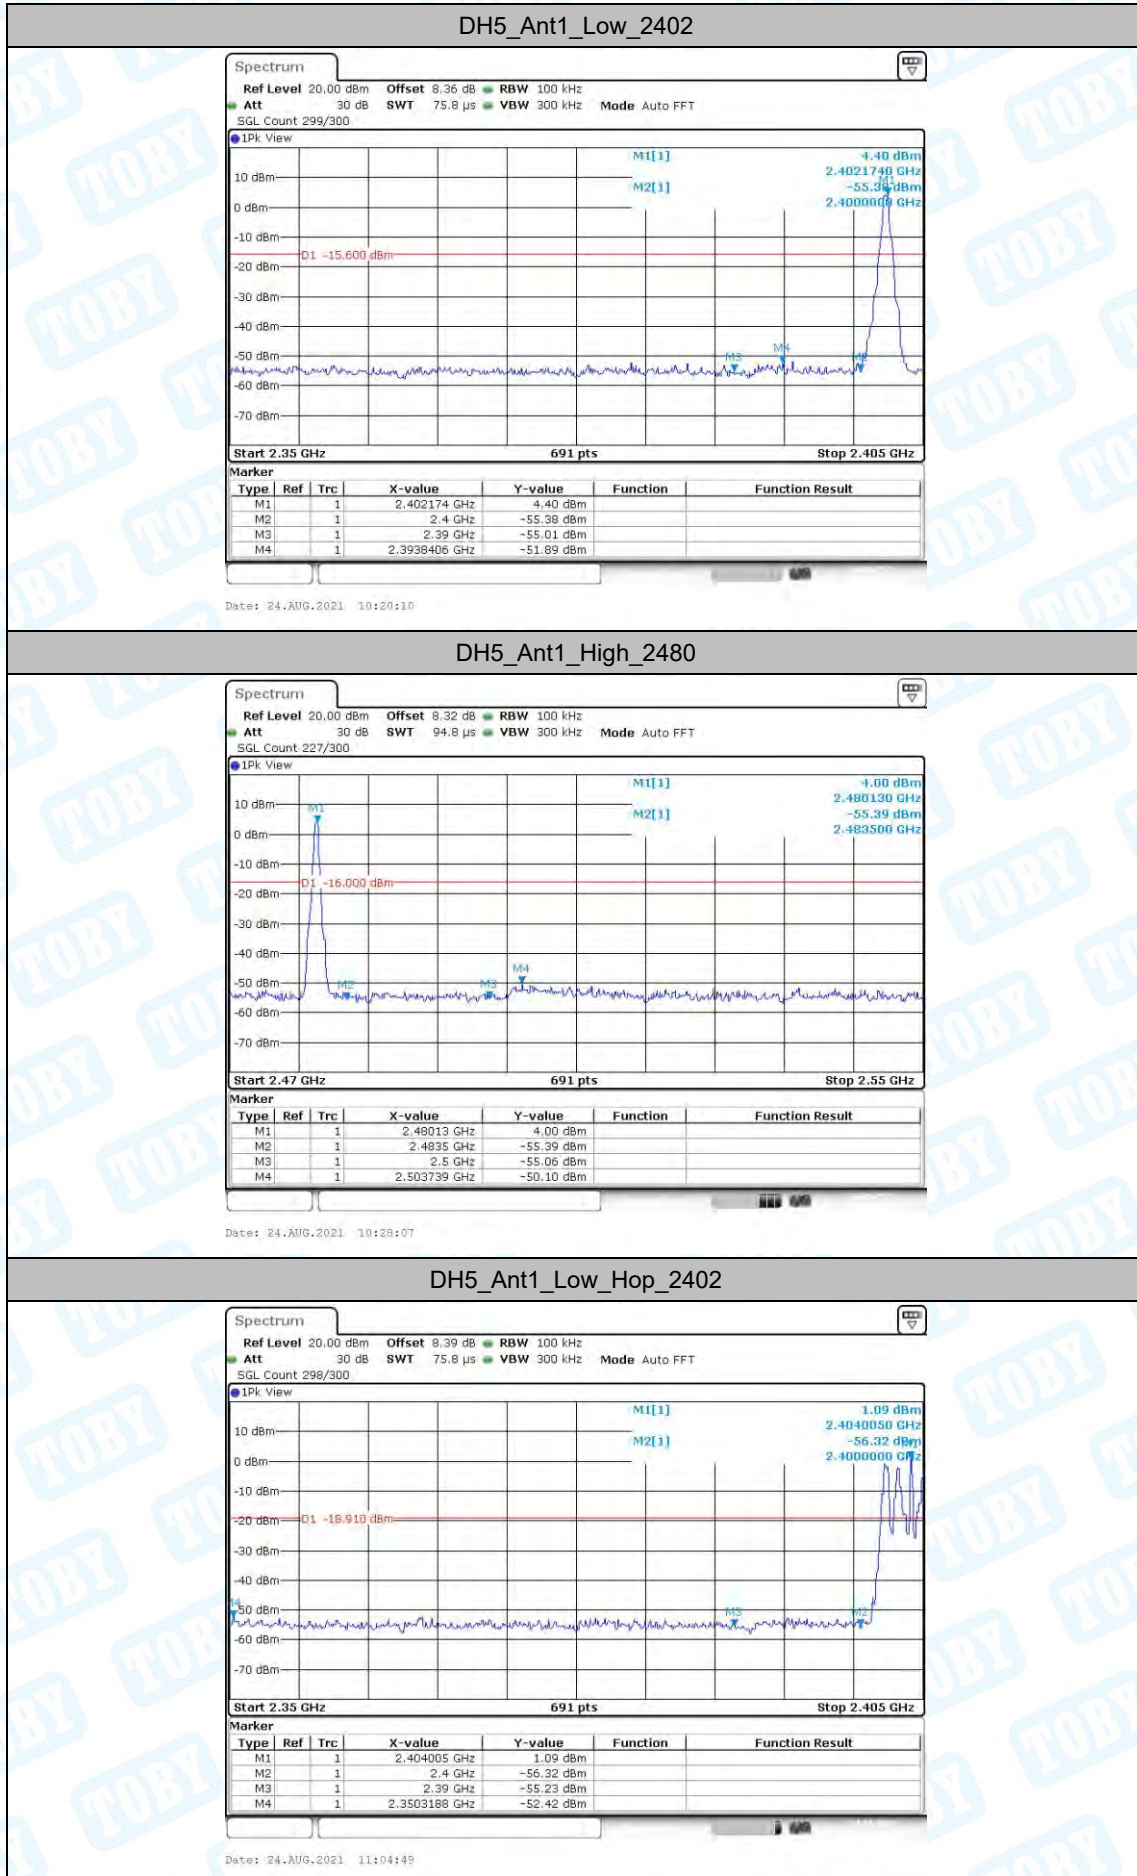 DH5_Ant1_Low_2402
Spectrum
Ref Level 20.00 dBm Offset 8.36 dB RBW 100 kHz
Att 30 dB SWT 75.8 µs VBW 300 kHz Mode Auto FFT
SGL Count 299/300
1Pk View
M1[1] 4.40 dBm
2.4021740 GHz
M2[1] -55.38 dBm
2.4000000 GHz
M1
10 dBm
0 dBm
-10 dBm
D1 -15.600 dBm
-20 dBm
-30 dBm
-40 dBm
-50 dBm
M3 M4 M2
-60 dBm
-70 dBm
Start 2.35 GHz 691 pts Stop 2.405 GHz
Marker
Type Ref Trc X-value Y-value Function Function Result
M1 1 2.402174 GHz 4.40 dBm
M2 1 2.4 GHz -55.38 dBm
M3 1 2.39 GHz -55.01 dBm
M4 1 2.3938406 GHz -51.89 dBm
Date: 24.AUG.2021 10:20:10
DH5_Ant1_High_2480
Spectrum
Ref Level 20.00 dBm Offset 8.32 dB RBW 100 kHz
Att 30 dB SWT 94.8 µs VBW 300 kHz Mode Auto FFT
SGL Count 227/300
1Pk View
M1[1] 4.00 dBm
2.480130 GHz
M2[1] -55.39 dBm
2.483500 GHz
10 dBm
M1
0 dBm
-10 dBm
D1 -16.000 dBm
-20 dBm
-30 dBm
-40 dBm
M4
-50 dBm
M2 M3
-60 dBm
-70 dBm
Start 2.47 GHz 691 pts Stop 2.55 GHz
Marker
Type Ref Trc X-value Y-value Function Function Result
M1 1 2.48013 GHz 4.00 dBm
M2 1 2.4835 GHz -55.39 dBm
M3 1 2.5 GHz -55.06 dBm
M4 1 2.503739 GHz -50.10 dBm
Date: 24.AUG.2021 10:28:07
DH5_Ant1_Low_Hop_2402
Spectrum
Ref Level 20.00 dBm Offset 8.39 dB RBW 100 kHz
Att 30 dB SWT 75.8 µs VBW 300 kHz Mode Auto FFT
SGL Count 298/300
1Pk View
M1[1] 1.09 dBm
2.4040050 GHz
M2[1] -56.32 dBm
2.4000000 GHz
10 dBm
0 dBm
-10 dBm
-20 dBm D1 -18.910 dBm
-30 dBm
-40 dBm
M4
-50 dBm
M3 M2
-60 dBm
-70 dBm
Start 2.35 GHz 691 pts Stop 2.405 GHz
Marker
Type Ref Trc X-value Y-value Function Function Result
M1 1 2.404005 GHz 1.09 dBm
M2 1 2.4 GHz -56.32 dBm
M3 1 2.39 GHz -55.23 dBm
M4 1 2.3503188 GHz -52.42 dBm
Date: 24.AUG.2021 11:04:49